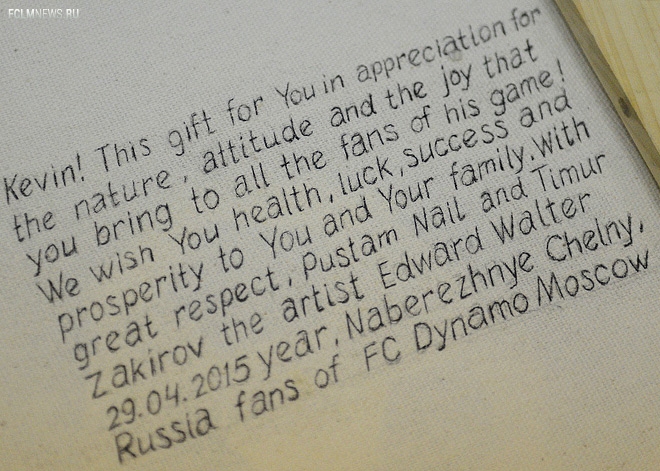 FCLMNEWS.RU
Kevin! This gift for You in appreciation for
the nature, attitude and the joy that
you bring to all the fans of his game!
We wish You health, luck, success and
prosperity to You and Your family. With
great respect, Pustam Nail and Timur
Zakirov the artist Edward Walter
29.04.2015 year, Naberezhnye Chelny,
Russia fans of FC Dynamo Moscow